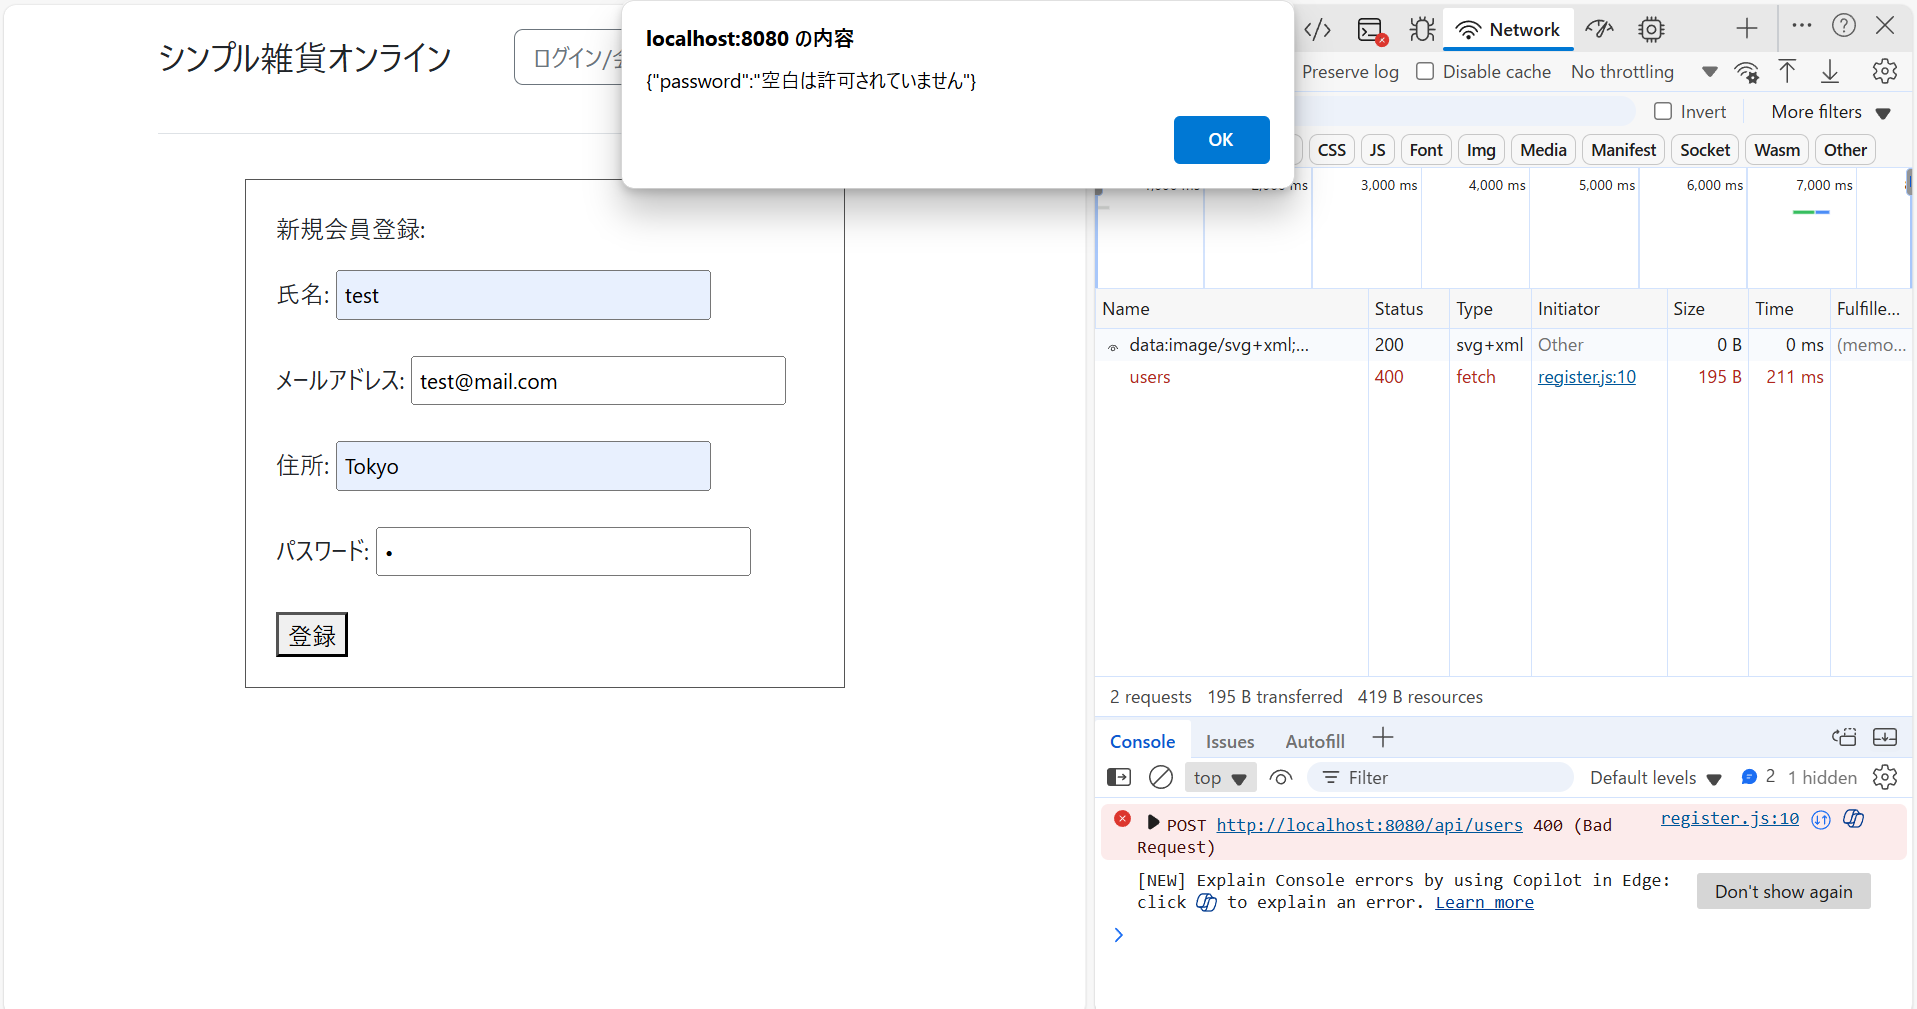 シンプル雑貨オンライン
ログイン/
localhost:8080 の内容
{"password":"空白は許可されていません"}
OK
新規会員登録:
氏名: test
メールアドレス: test@mail.com
住所: Tokyo
パスワード: •
登録
Network
Preserve log Disable cache No throttling
Invert More filters
CSS JS Font Img Media Manifest Socket Wasm Other
3,000 ms 4,000 ms 5,000 ms 6,000 ms 7,000 ms
Name Status Type Initiator Size Time Fulfille...
data:image/svg+xml;... 200 svg+xml Other 0 B 0 ms (memo...
users 400 fetch register.js:10 195 B 211 ms
2 requests 195 B transferred 419 B resources
Console Issues Autofill
top Filter Default levels 2 1 hidden
POST http://localhost:8080/api/users 400 (Bad register.js:10
Request)
[NEW] Explain Console errors by using Copilot in Edge: Don't show again
click to explain an error. Learn more